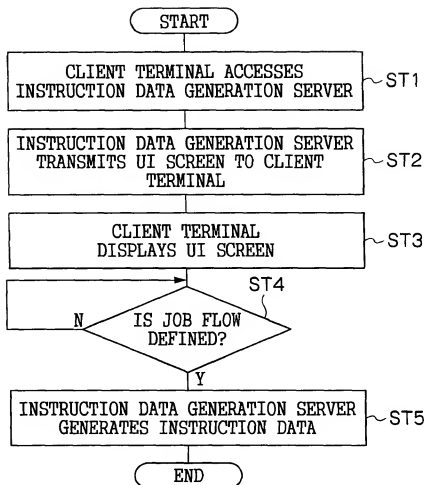 START
CLIENT TERMINAL ACCESSES
INSTRUCTION DATA GENERATION SERVER
ST1
INSTRUCTION DATA GENERATION SERVER
TRANSMITS UI SCREEN TO CLIENT
TERMINAL
ST2
CLIENT TERMINAL
DISPLAYS UI SCREEN
ST3
ST4
N
IS JOB FLOW
DEFINED?
Y
INSTRUCTION DATA GENERATION SERVER
GENERATES INSTRUCTION DATA
ST5
END